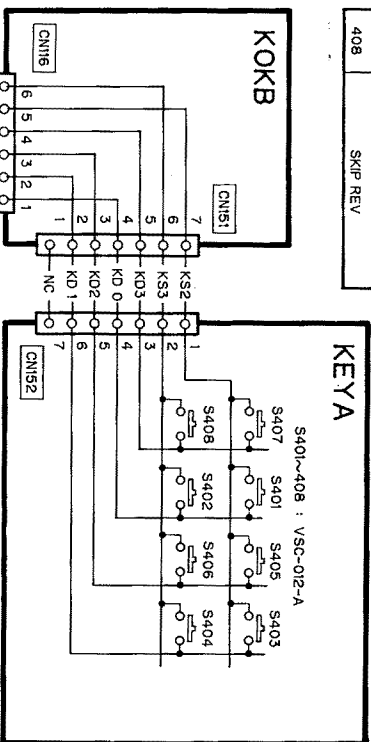 408 SKIP REV
KOKB
KEYA
CN116
6 5 4 3 2 1
CN151
7 KS2 1
6 KS3 2
5 KD3 3
4 KD 0 4
3 KD2 5
2 KD 1 6
1 NC 7
CN152
S401~408 : VSC-012-A
S407 S401 S405 S403
S408 S402 S406 S404